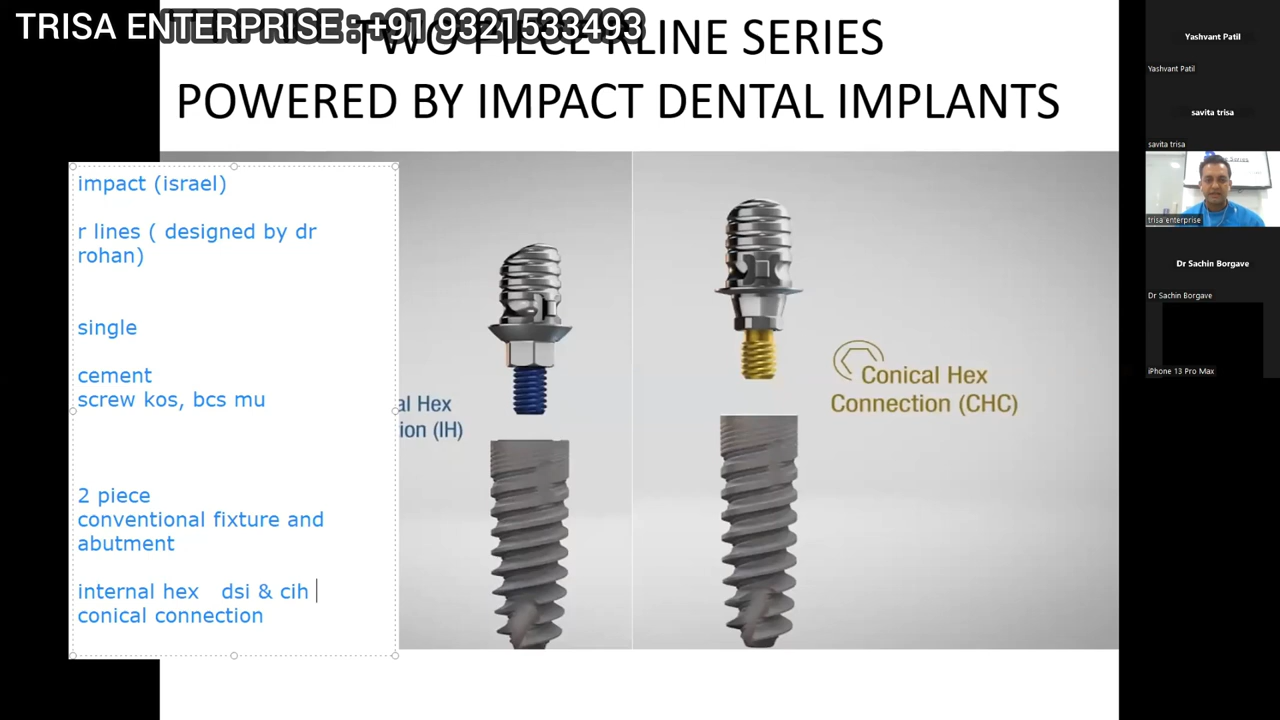 TRISA ENTERPRISE : +91 9321533493
TWO PIECE RLINE SERIES
POWERED BY IMPACT DENTAL IMPLANTS
impact (israel)
r lines ( designed by dr
rohan)
single
cement
screw kos, bcs mu
2 piece
conventional fixture and
abutment
internal hex dsi & cih
conical connection
al Hex
ion (IH)
Conical Hex
Connection (CHC)
Yashvant Patil
Yashvant Patil
savita trisa
savita trisa
trisa enterprise
Dr Sachin Borgave
Dr Sachin Borgave
iPhone 13 Pro Max